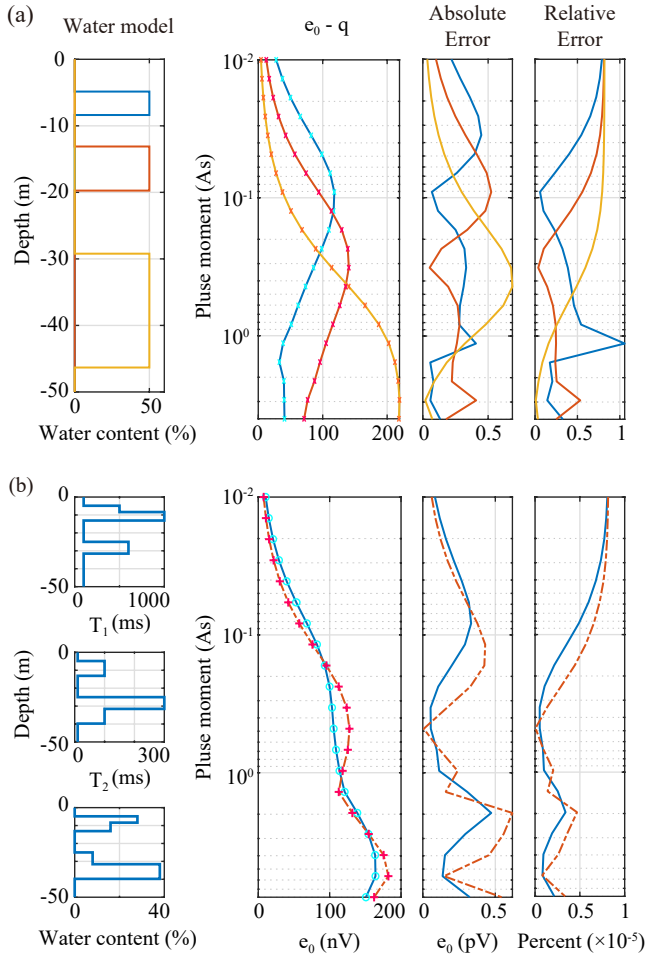 (a)
Water model
e0 - q
Absolute Error
Relative Error
0
-10
-20
-30
-40
-50
Depth (m)
0 50 100
Water content (%)
10-2
10-1
100
Pluse moment (As)
0 100 200
0 0.5
0 0.5 1
(b)
0
-50
0 1000
T1 (ms)
0
-50
Depth (m)
0 300
T2 (ms)
0
-50
0 40
Water content (%)
10-2
10-1
100
Pluse moment (As)
0 100 200
e0 (nV)
0 0.5
e0 (pV)
0 0.5 1
Percent (×10-5)